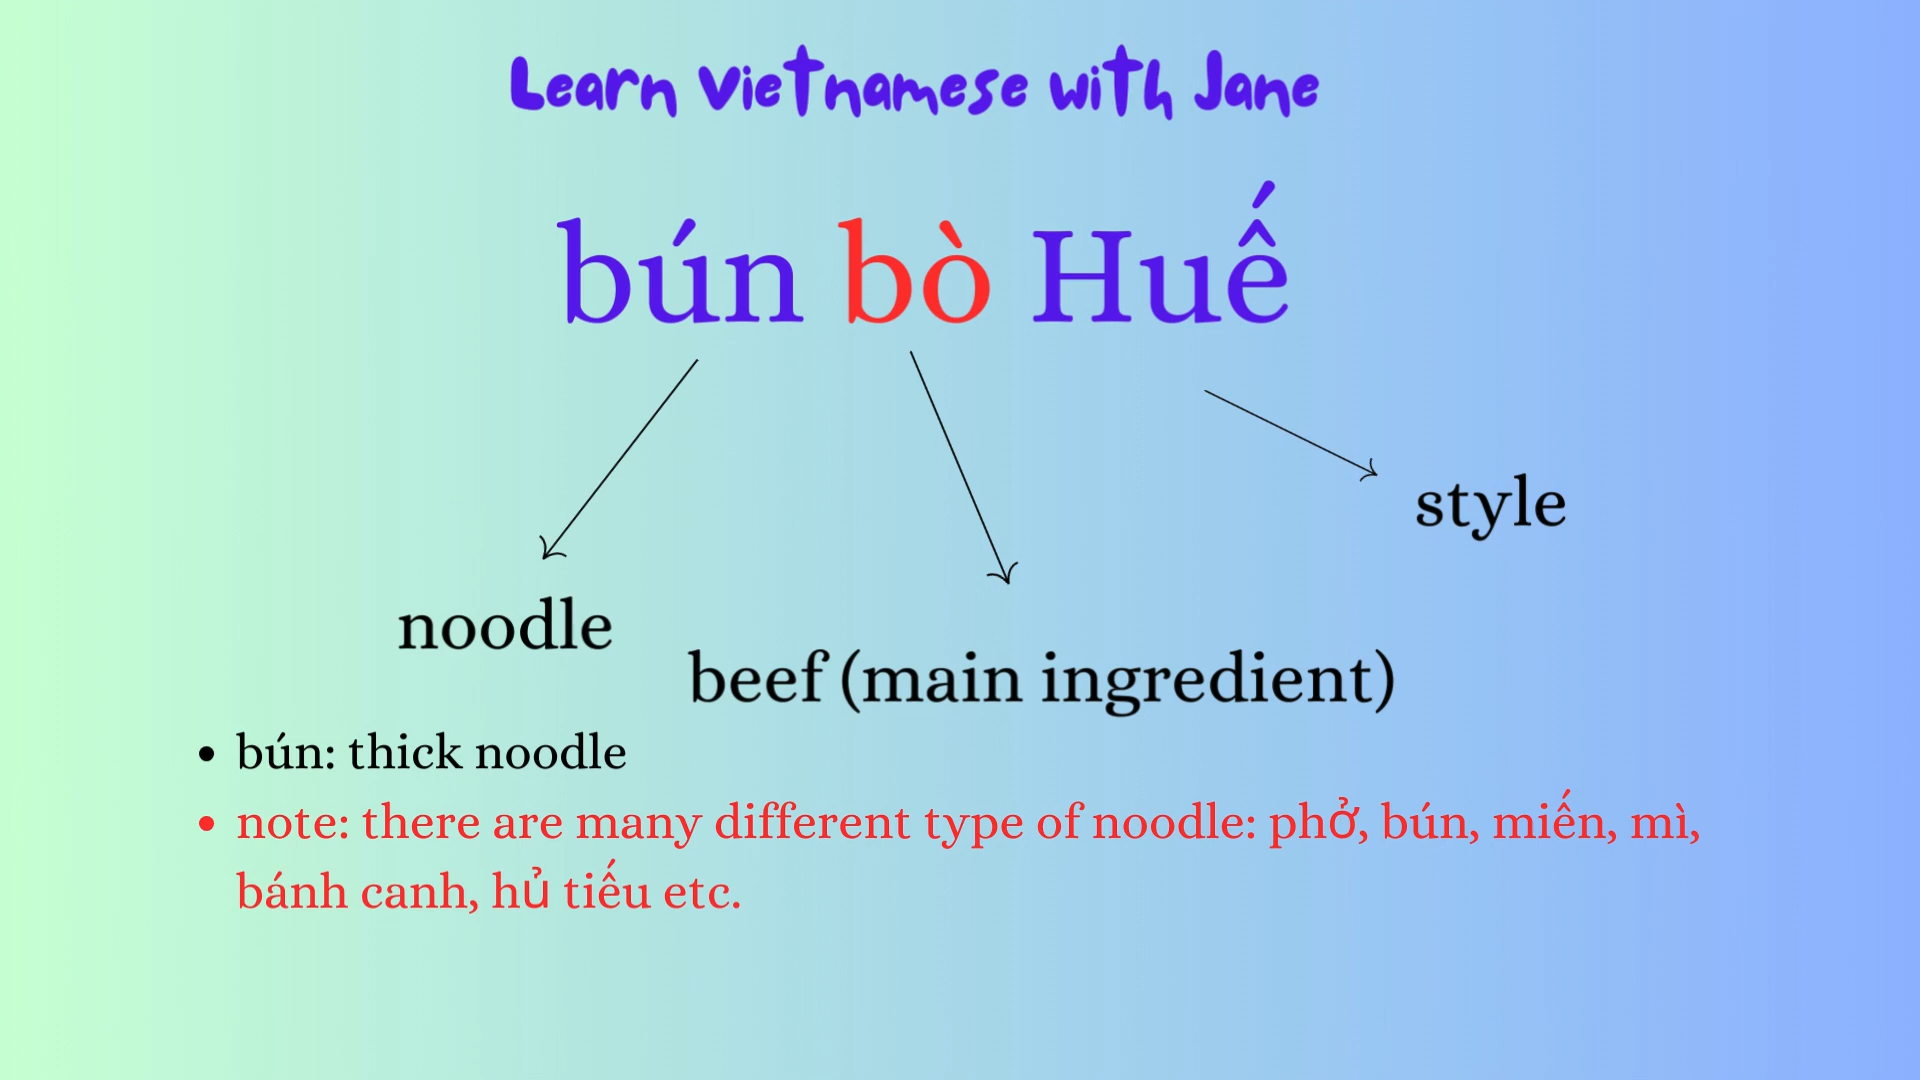 Learn Vietnamese with Jane
bún bò Huế
style
noodle
beef (main ingredient)
• bún: thick noodle
• note: there are many different type of noodle: phở, bún, miến, mì,
bánh canh, hủ tiếu etc.